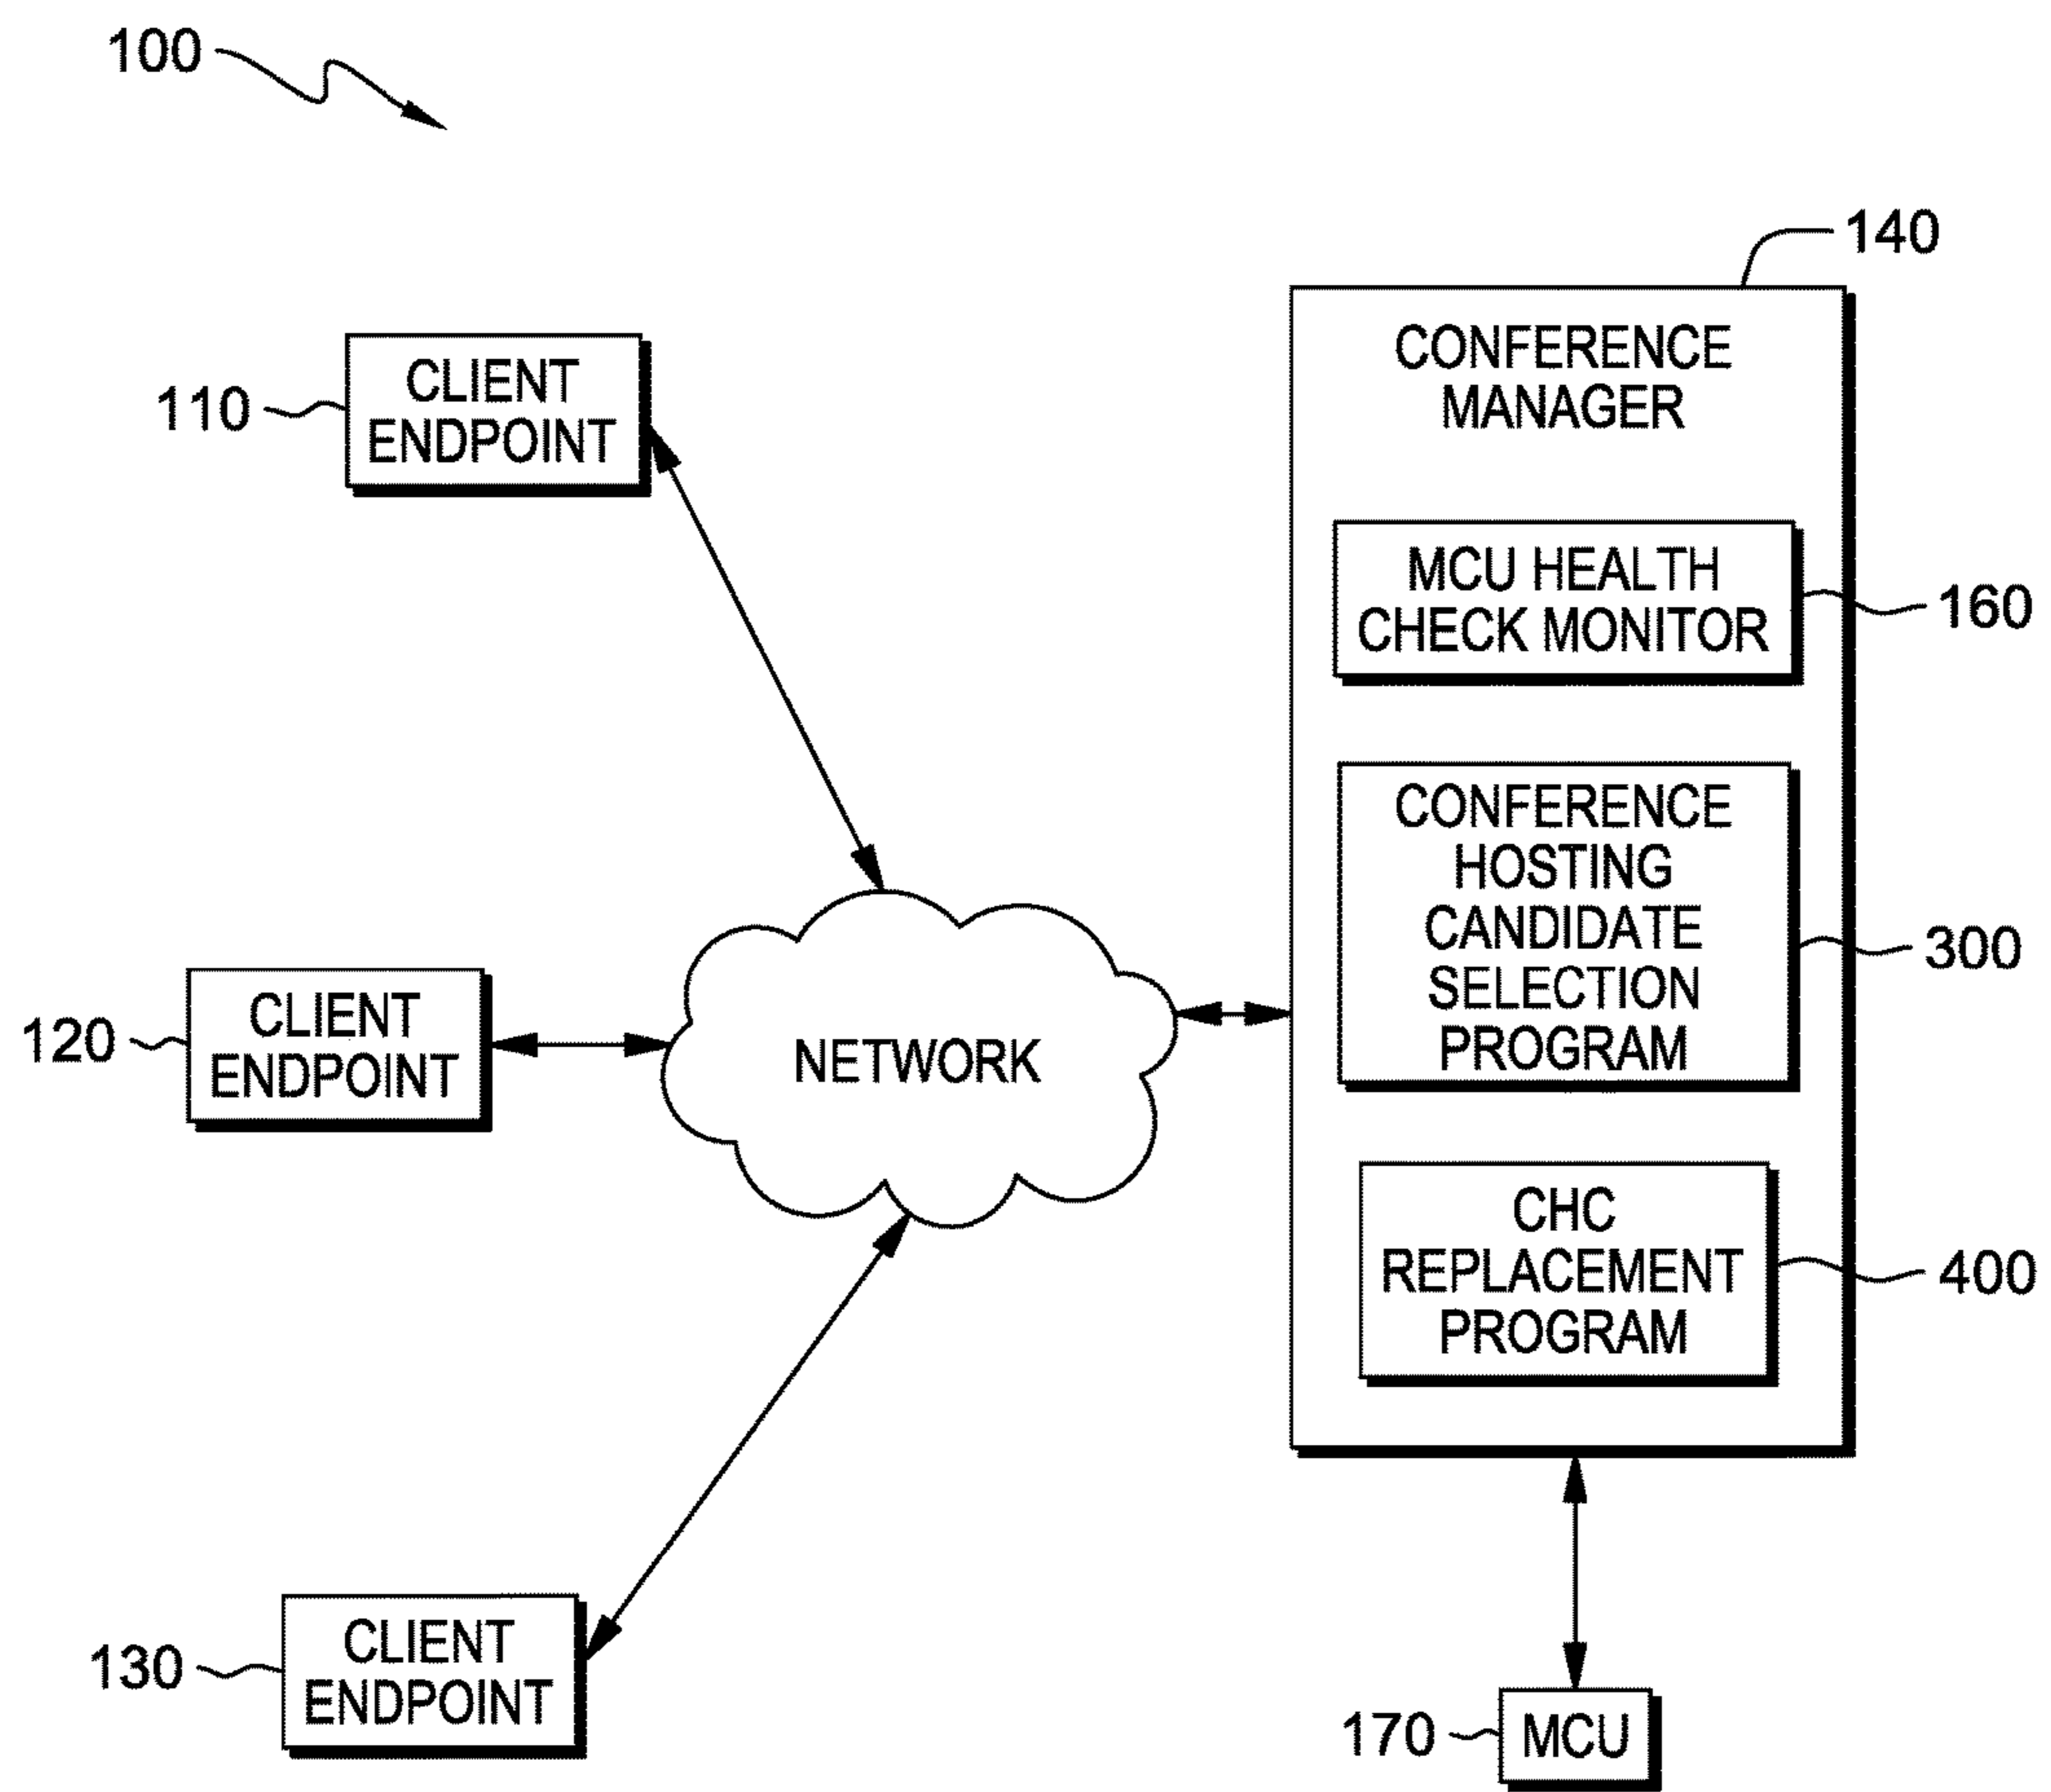 100
140
CONFERENCE
MANAGER
110
CLIENT
ENDPOINT
MCU HEALTH
CHECK MONITOR
160
CONFERENCE
HOSTING
CANDIDATE
SELECTION
PROGRAM
300
120
CLIENT
ENDPOINT
NETWORK
CHC
REPLACEMENT
PROGRAM
400
130
CLIENT
ENDPOINT
170
MCU